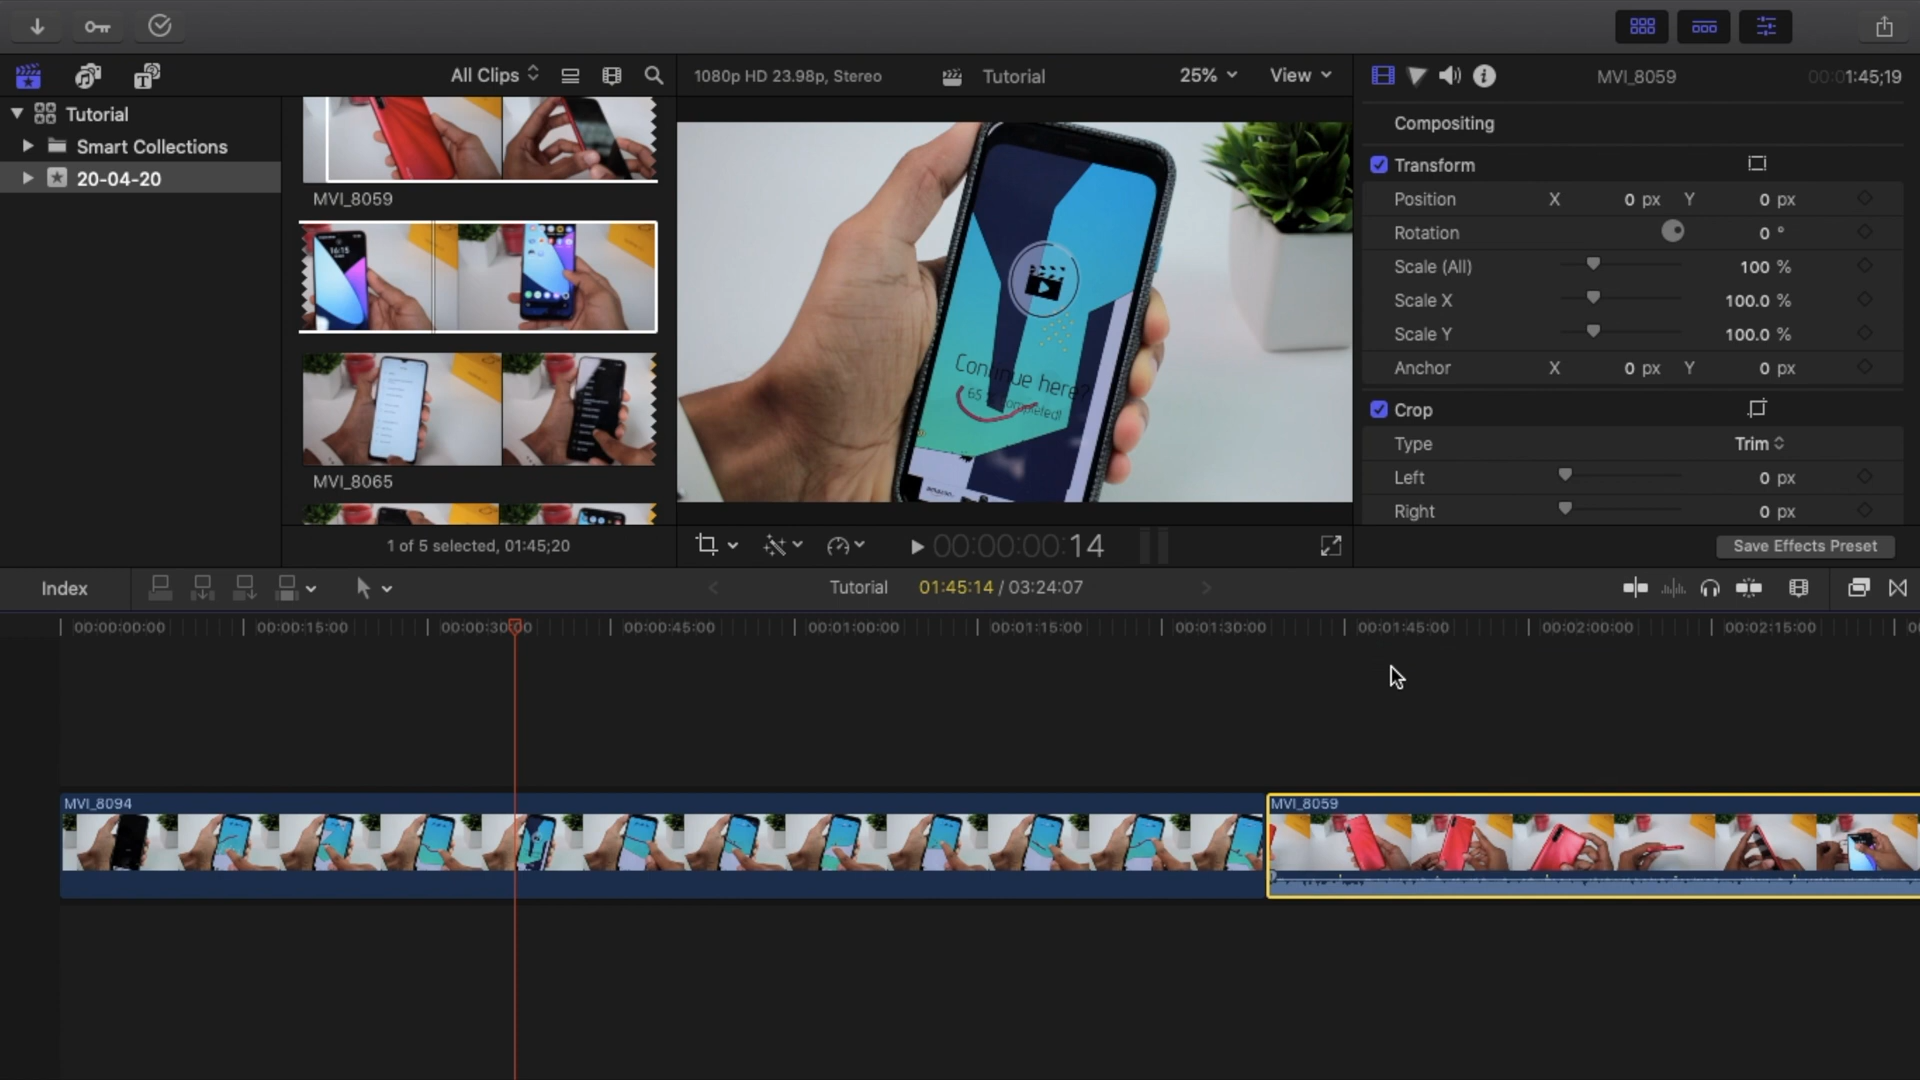 All Clips
1080p HD 23.98p, Stereo
Tutorial
25%
View
MVI_8059
00:01:45;19
Tutorial
Smart Collections
20-04-20
MVI_8059
MVI_8065
1 of 5 selected, 01:45;20
Continue here?
65 % completed!
Compositing
Transform
Position X 0 px Y 0 px
Rotation 0 °
Scale (All) 100 %
Scale X 100.0 %
Scale Y 100.0 %
Anchor X 0 px Y 0 px
Crop
Type Trim
Left 0 px
Right 0 px
00:00:00:14
Save Effects Preset
Index
Tutorial
01:45:14 / 03:24:07
00:00:00:00
00:00:15:00
00:00:30:00
00:00:45:00
00:01:00:00
00:01:15:00
00:01:30:00
00:01:45:00
00:02:00:00
00:02:15:00
MVI_8094
MVI_8059